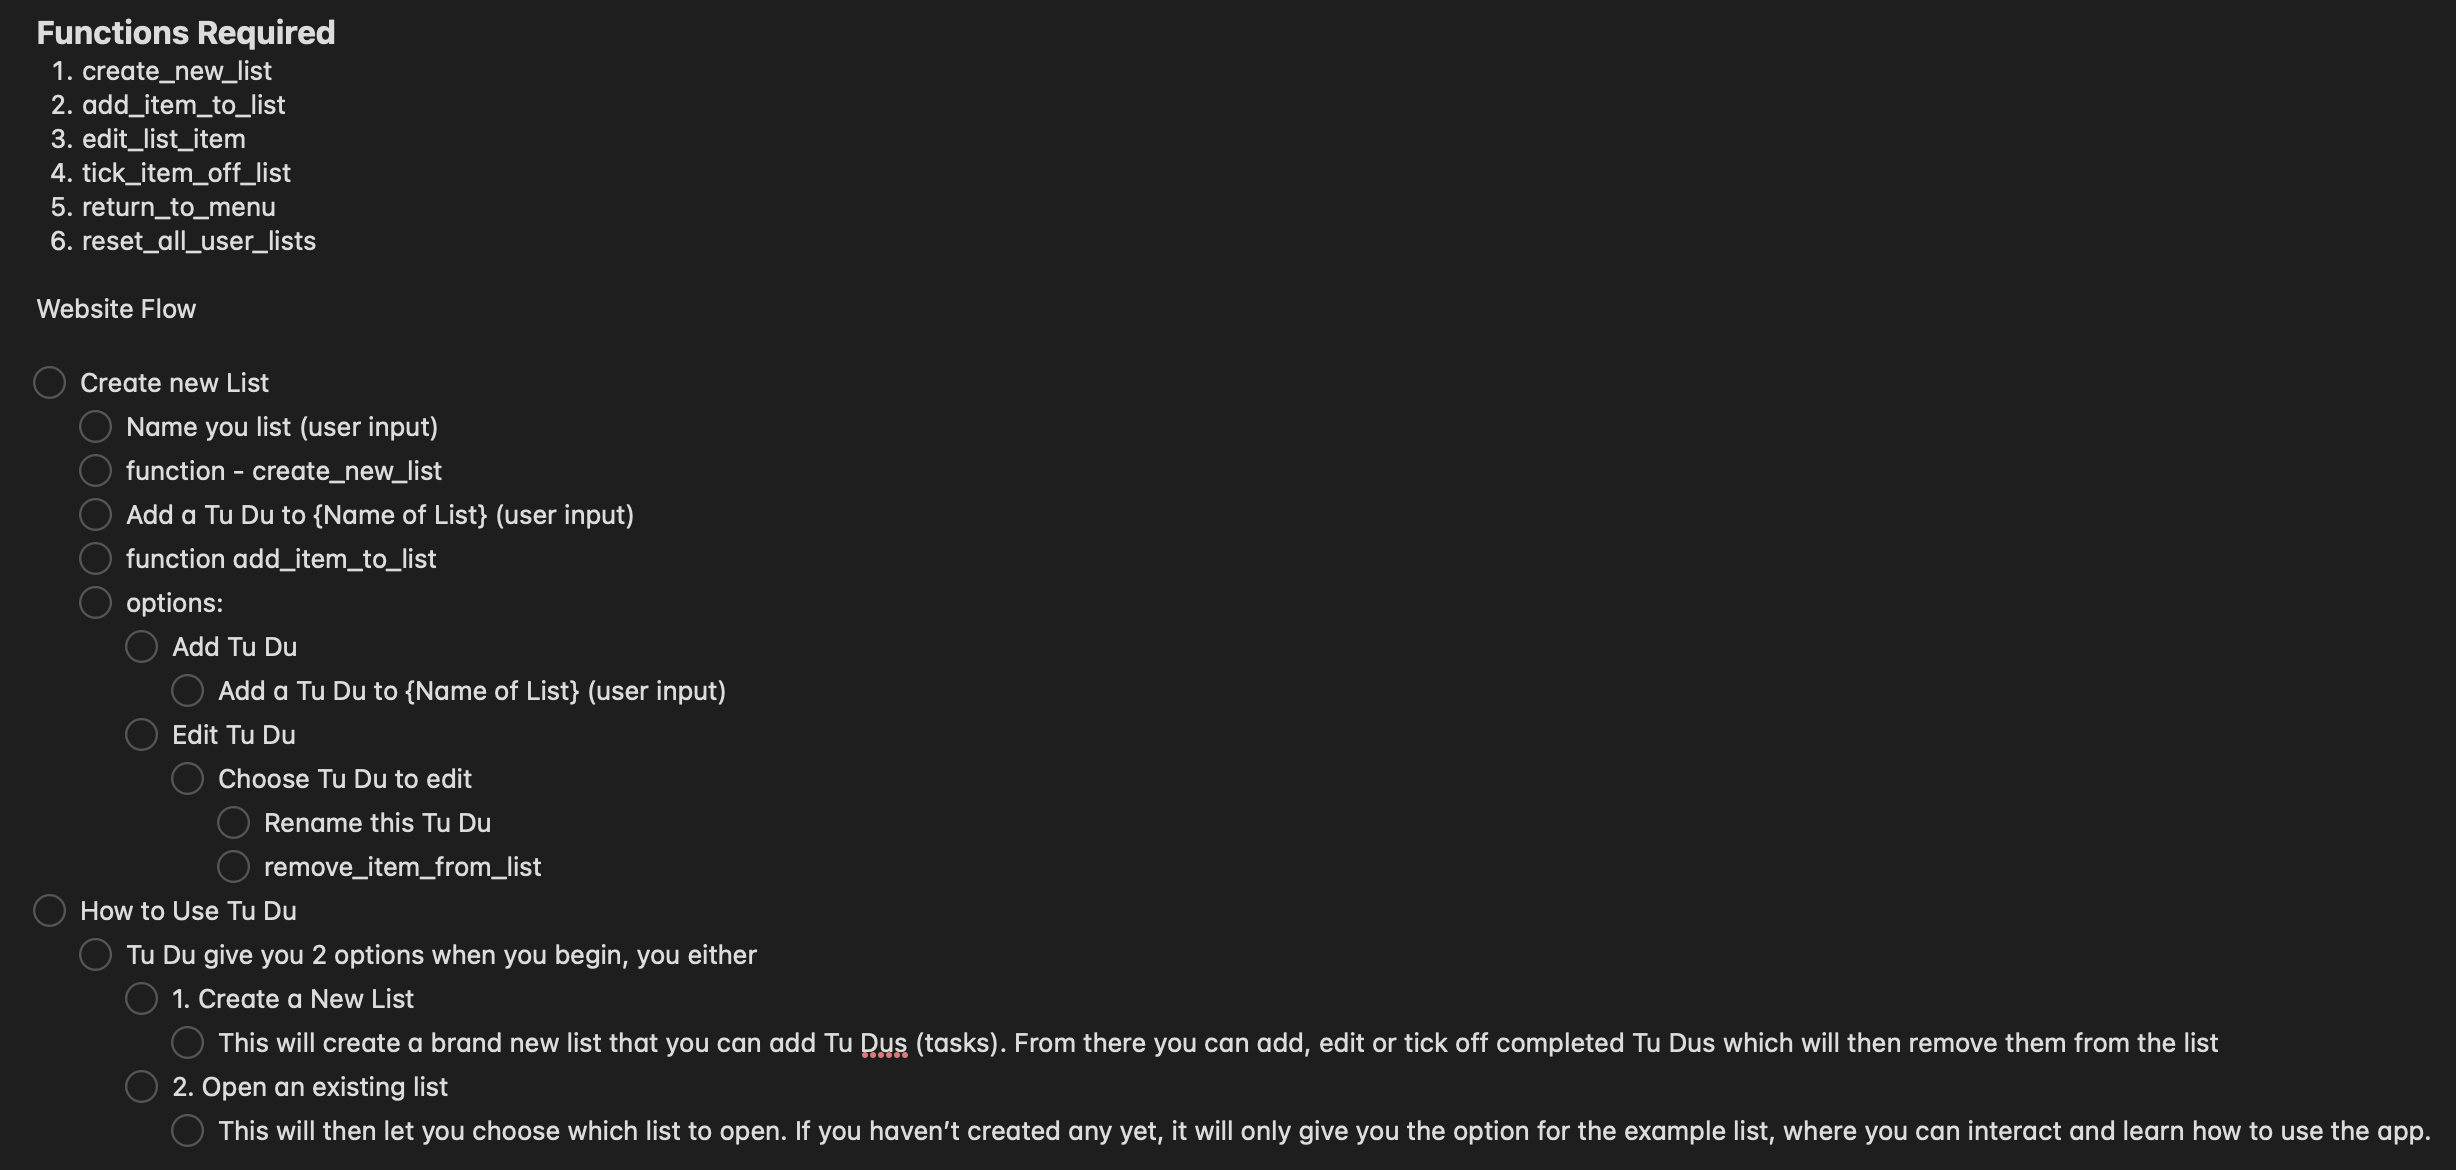 Functions Required
1. create_new_list
2. add_item_to_list
3. edit_list_item
4. tick_item_off_list
5. return_to_menu
6. reset_all_user_lists
Website Flow
Create new List
Name you list (user input)
function - create_new_list
Add a Tu Du to {Name of List} (user input)
function add_item_to_list
options:
Add Tu Du
Add a Tu Du to {Name of List} (user input)
Edit Tu Du
Choose Tu Du to edit
Rename this Tu Du
remove_item_from_list
How to Use Tu Du
Tu Du give you 2 options when you begin, you either
1. Create a New List
This will create a brand new list that you can add Tu Dus (tasks). From there you can add, edit or tick off completed Tu Dus which will then remove them from the list
2. Open an existing list
This will then let you choose which list to open. If you haven’t created any yet, it will only give you the option for the example list, where you can interact and learn how to use the app.